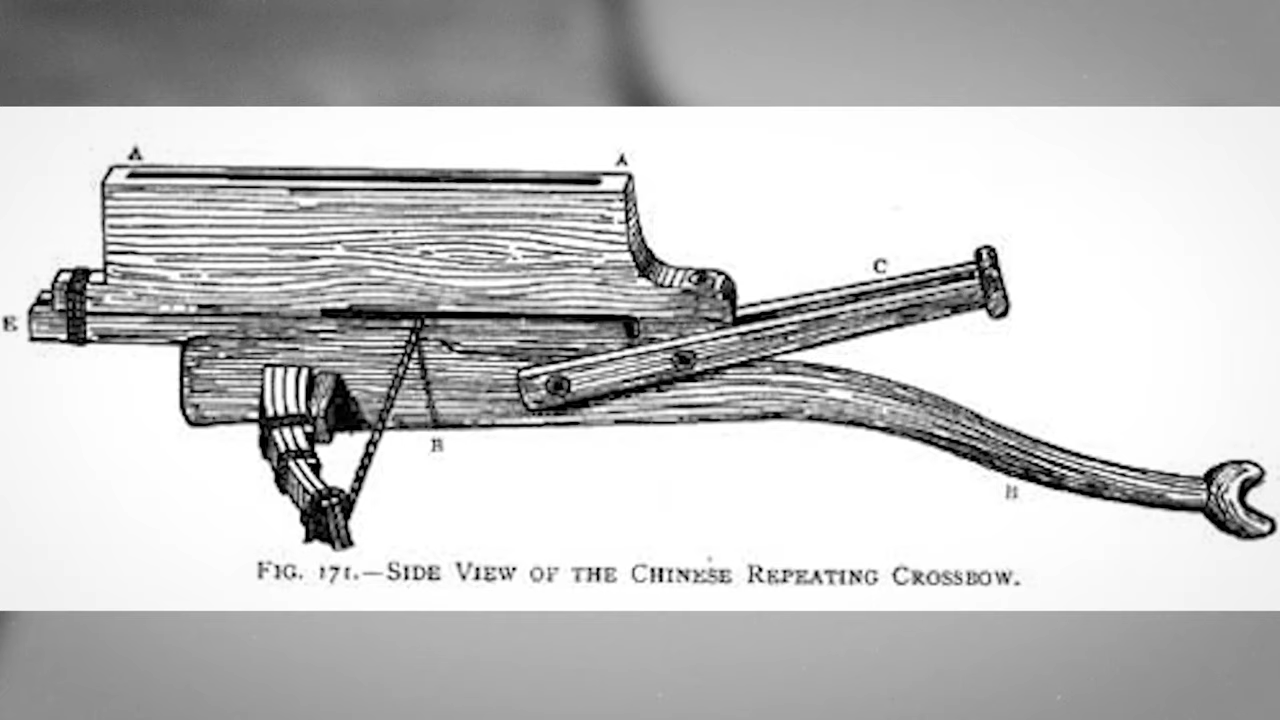 A A
C
E
B
B
FIG. 171.—SIDE VIEW OF THE CHINESE REPEATING CROSSBOW.